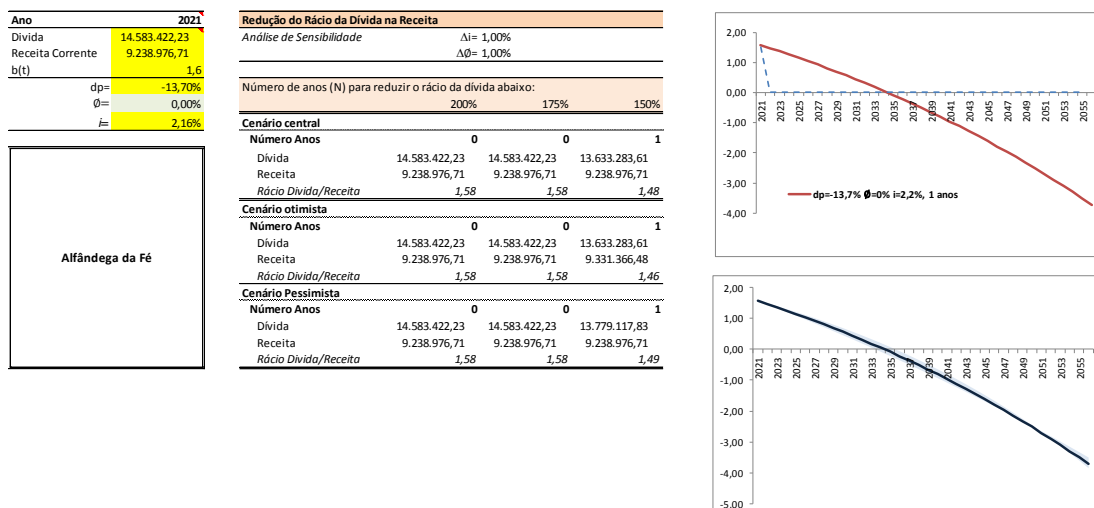 Ano 2021
Divida 14.583.422,23
Receita Corrente 9.238.976,71
b(t) 1,6
dp= -13,70%
Ø= 0,00%
i= 2,16%
Alfândega da Fé
Redução do Rácio da Dívida na Receita
Análise de Sensibilidade Δi= 1,00%
ΔØ= 1,00%
Número de anos (N) para reduzir o rácio da dívida abaixo:
200% 175% 150%
Cenário central
Número Anos 0 0 1
Dívida 14.583.422,23 14.583.422,23 13.633.283,61
Receita 9.238.976,71 9.238.976,71 9.238.976,71
Rácio Divida/Receita 1,58 1,58 1,48
Cenário otimista
Número Anos 0 0 1
Dívida 14.583.422,23 14.583.422,23 13.633.283,61
Receita 9.238.976,71 9.238.976,71 9.331.366,48
Rácio Divida/Receita 1,58 1,58 1,46
Cenário Pessimista
Número Anos 0 0 1
Dívida 14.583.422,23 14.583.422,23 13.779.117,83
Receita 9.238.976,71 9.238.976,71 9.238.976,71
Rácio Divida/Receita 1,58 1,58 1,49
2,00
1,00
0,00
-1,00
-2,00
-3,00
-4,00
2021 2023 2025 2027 2029 2031 2033 2035 2037 2039 2041 2043 2045 2047 2049 2051 2053 2055
dp=-13,7% Ø=0% i=2,2%, 1 anos
2,00
1,00
0,00
-1,00
-2,00
-3,00
-4,00
-5,00
2021 2023 2025 2027 2029 2031 2033 2035 2037 2039 2041 2043 2045 2047 2049 2051 2053 2055